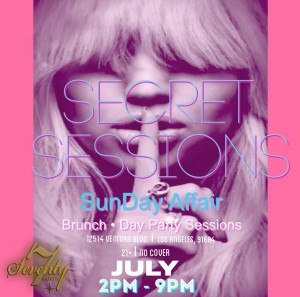 SECRET
SESSIONS
SunDay Affair
Brunch • Day Party Sessions
12514 VENTURA BLVD. | LOS ANGELES, 91604
21+ | NO COVER
JULY
2PM - 9PM
7
Seventy